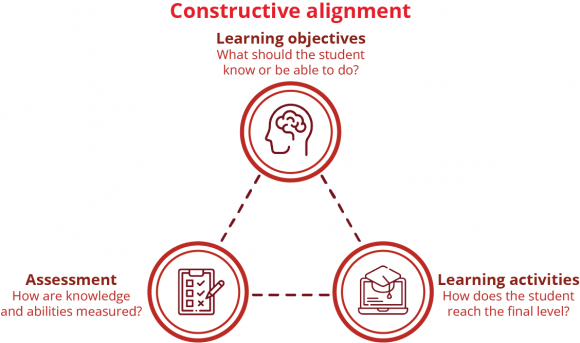 Constructive alignment
Learning objectives
What should the student
know or be able to do?
Assessment
How are knowledge
and abilities measured?
Learning activities
How does the student
reach the final level?